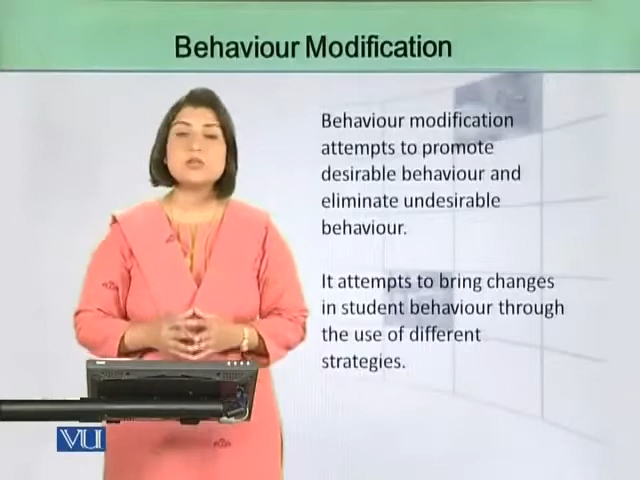 Behaviour Modification
Behaviour modification
attempts to promote
desirable behaviour and
eliminate undesirable
behaviour.
It attempts to bring changes
in student behaviour through
the use of different
strategies.
VU